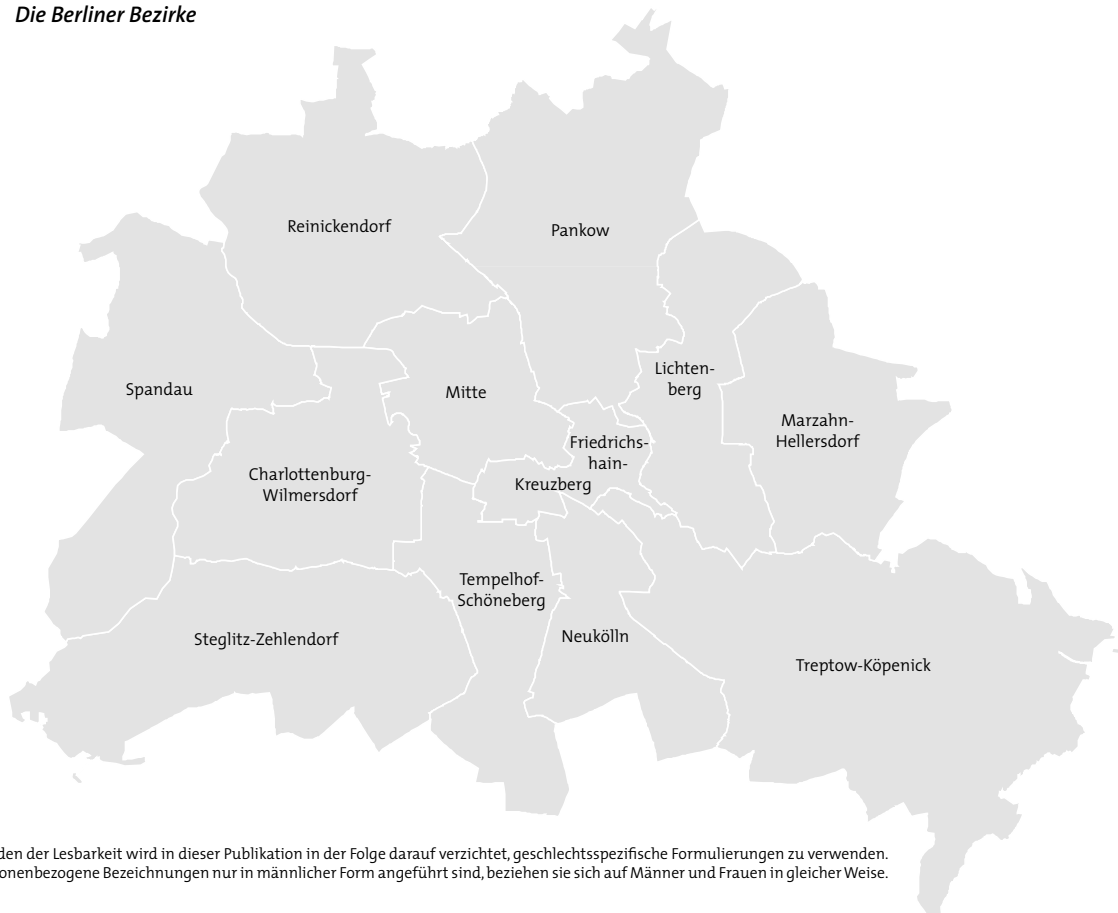 Die Berliner Bezirke
Reinickendorf
Pankow
Spandau
Mitte
Lichten-
berg
Marzahn-
Hellersdorf
Friedrichs-
hain-
Kreuzberg
Charlottenburg-
Wilmersdorf
Tempelhof-
Schöneberg
Steglitz-Zehlendorf
Neukölln
Treptow-Köpenick
der Lesbarkeit wird in dieser Publikation in der Folge darauf verzichtet, geschlechtsspezifische Formulierungen zu verwenden.
Bezeichnungen nur in männlicher Form angeführt sind, beziehen sie sich auf Männer und Frauen in gleicher Weise.